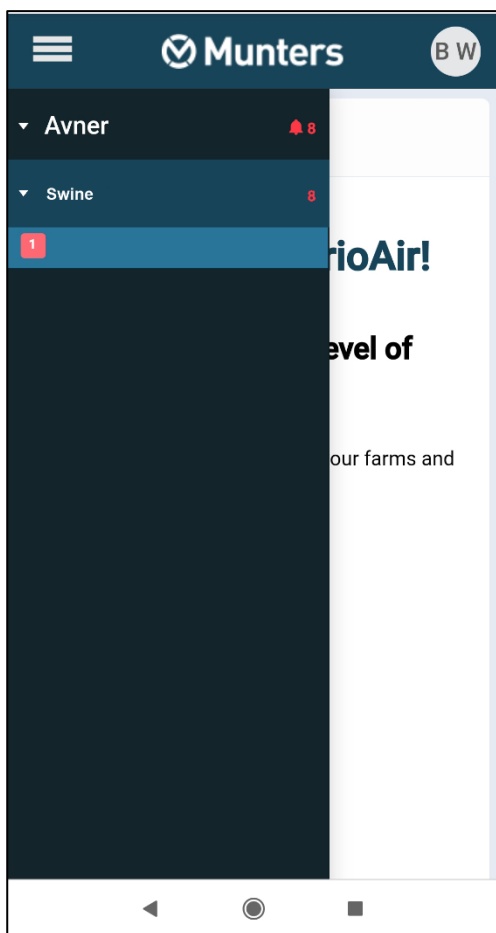 Munters
B W
Avner 8
Swine 8
1
rioAir!
evel of
our farms and